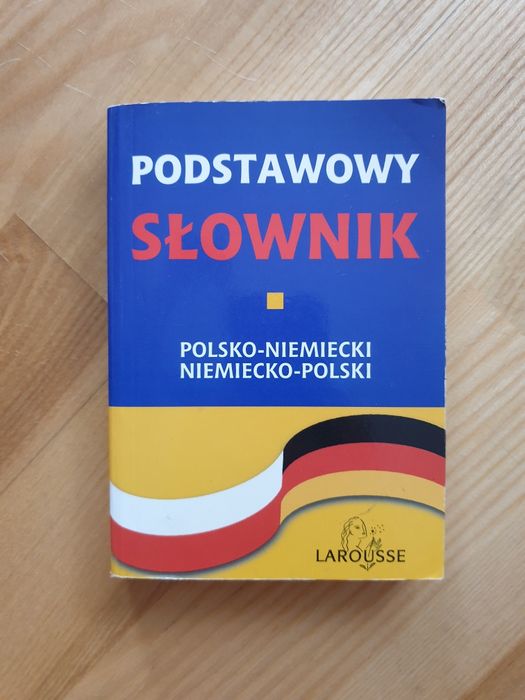 PODSTAWOWY
SŁOWNIK
POLSKO-NIEMIECKI
NIEMIECKO-POLSKI
LAROUSSE